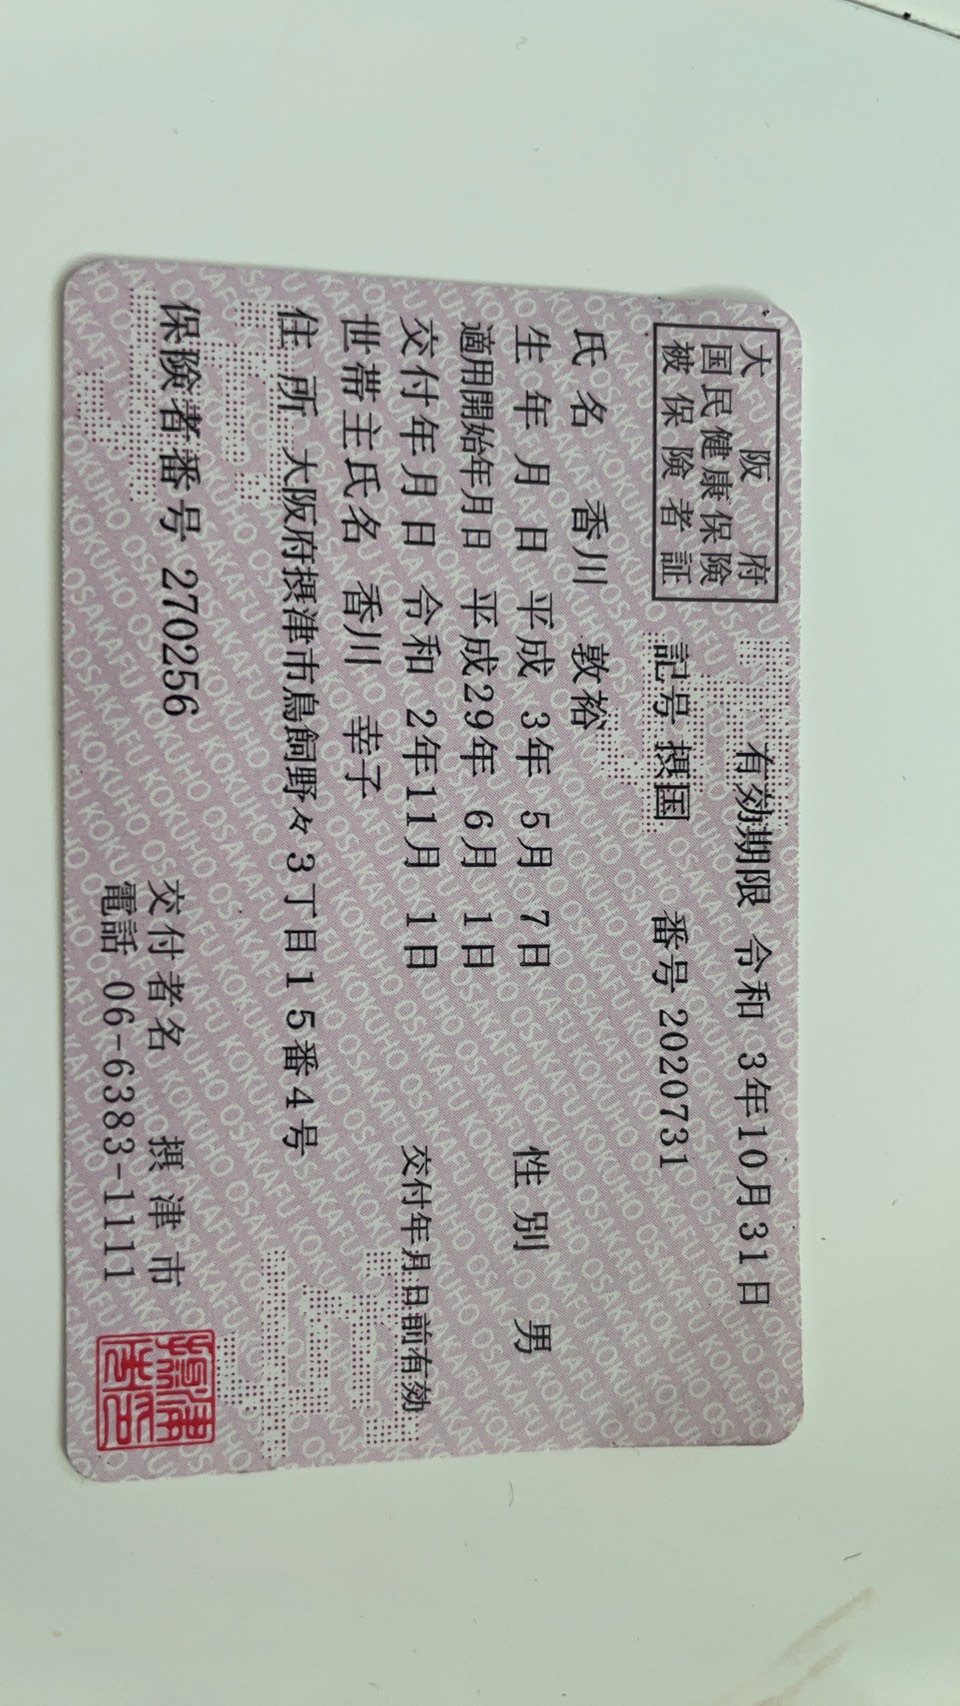 大阪府
国民健康保険
被保険者証
有効期限 令和 3年10月31日
記号 摂国 番号 2020731
氏名 香川 敦裕
生年月日 平成 3年 5月 7日 性別 男
適用開始年月日 平成29年 6月 1日
交付年月日 令和 2年11月 1日 交付年月日前有効
世帯主氏名 香川 幸子
住所 大阪府摂津市鳥飼野々3丁目15番4号
保険者番号 270256
交付者名 摂津市
電話 06-6383-1111